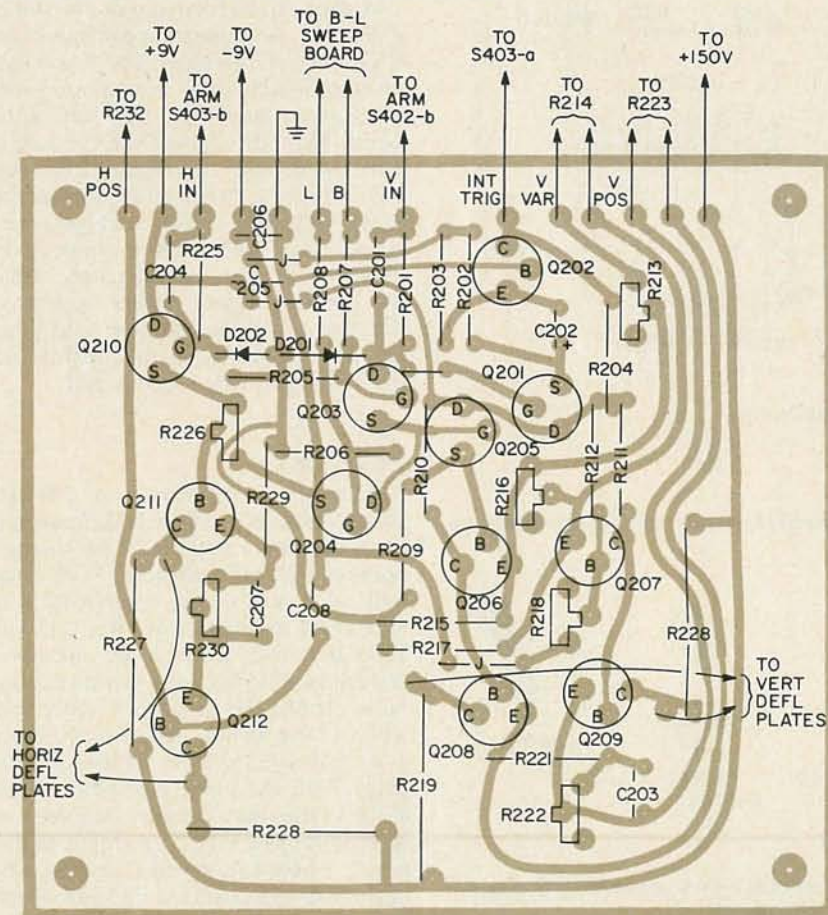 TO
+9V
TO
-9V
TO B-L
SWEEP
BOARD
TO
S403-a
TO
+150V
TO
R232
TO
ARM
S403-b
TO
ARM
S402-b
TO
R214
TO
R223
H
POS
H
IN
L
B
V
IN
INT
TRIG
V
VAR
V
POS
C204
R225
C206
J
C
205
J
R208
R207
C201
R201
R203
R202
C
B
E
Q202
R213
Q210
D
G
S
D202
D201
R205
C202
+
R204
Q203
D
G
S
Q201
S
G
D
R226
R206
R210
D
G
S
Q205
R212
R211
R229
R216
Q211
B
C
E
S
D
G
Q204
R209
B
C
E
Q206
E
C
B
Q207
C207
C208
R215
R218
R228
R230
R217
J
R227
E
B
C
Q212
B
C
E
Q208
E
C
B
Q209
TO
VERT
DEFL
PLATES
TO
HORIZ
DEFL
PLATES
R219
R221
C203
R222
R228